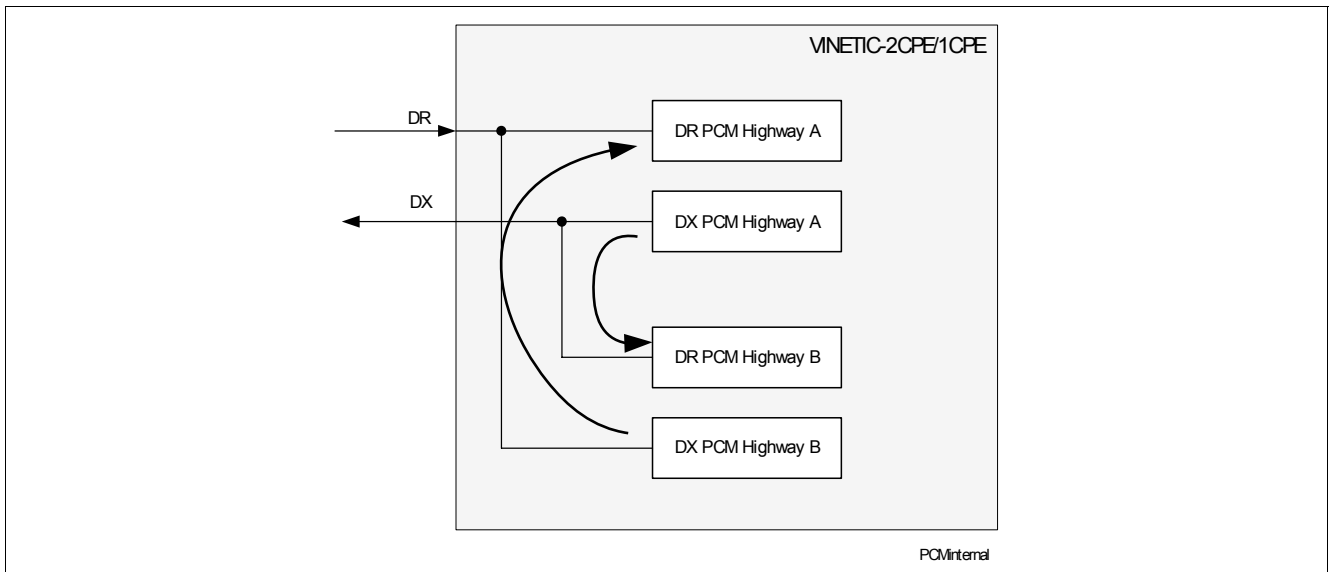 VINETIC-2CPE/1CPE
DR
DR PCM Highway A
DX
DX PCM Highway A
DR PCM Highway B
DX PCM Highway B
PCMinternal